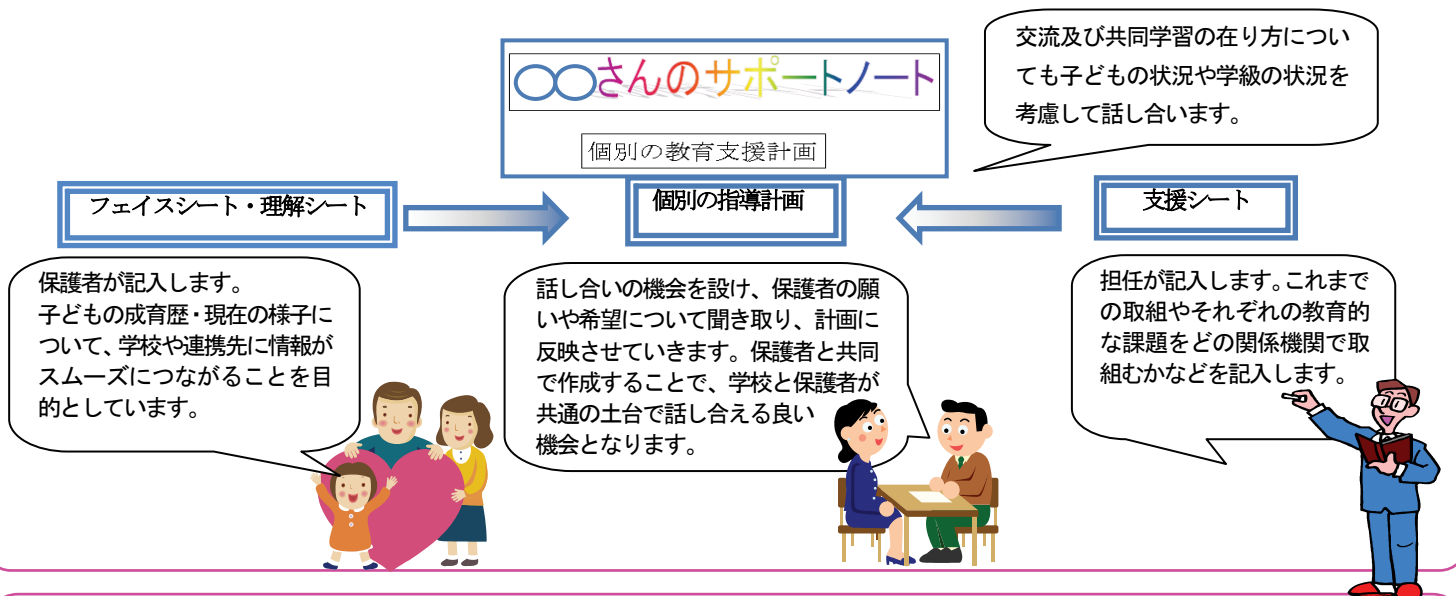 交流及び共同学習の在り方につい
ても子どもの状況や学級の状況を
考慮して話し合います。
〇〇さんのサポートノート
個別の教育支援計画
フェイスシート・理解シート
個別の指導計画
支援シート
保護者が記入します。
子どもの成育歴・現在の様子に
ついて、学校や連携先に情報が
スムーズにつながることを目
的としています。
話し合いの機会を設け、保護者の願
いや希望について聞き取り、計画に
反映させていきます。保護者と共同
で作成することで、学校と保護者が
共通の土台で話し合える良い
機会となります。
担任が記入します。これまで
の取組やそれぞれの教育的
な課題をどの関係機関で取
組むかなどを記入します。